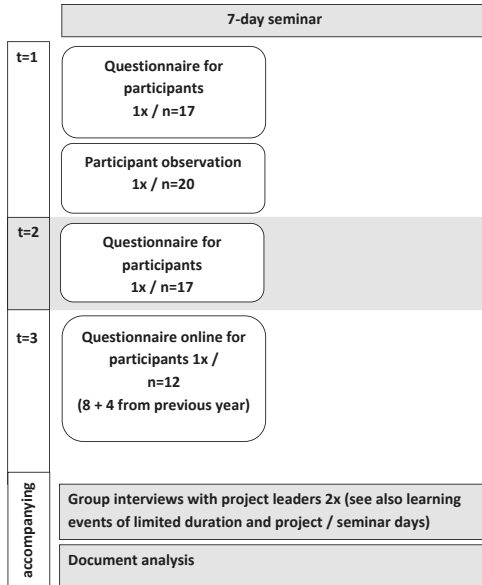 7-day seminar
t=1
Questionnaire for
participants
1x / n=17
Participant observation
1x / n=20
t=2
Questionnaire for
participants
1x / n=17
t=3
Questionnaire online for
participants 1x /
n=12
(8 + 4 from previous year)
accompanying
Group interviews with project leaders 2x (see also learning
events of limited duration and project / seminar days)
Document analysis